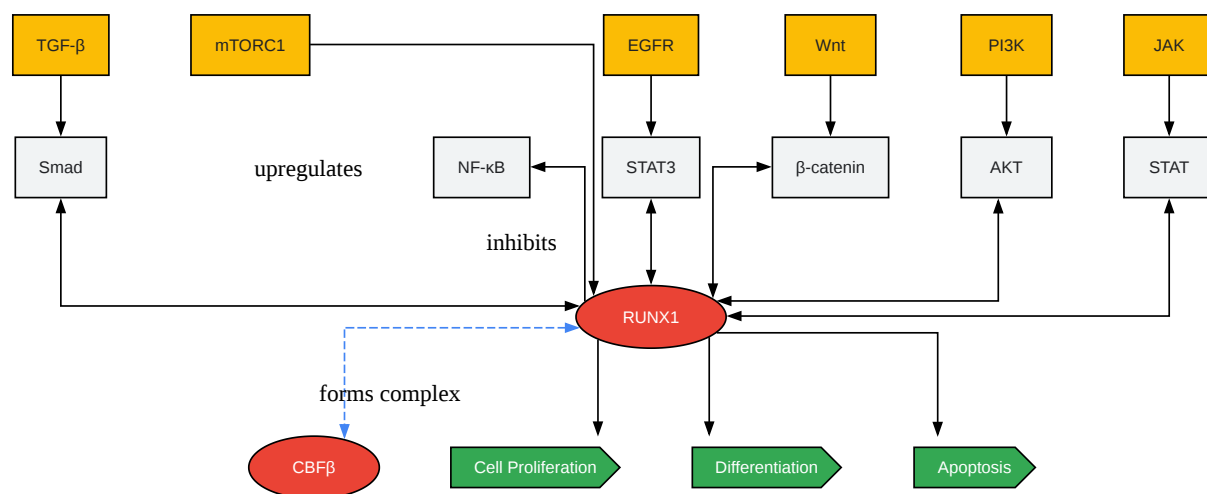 TGF-β
mTORC1
EGFR
Wnt
PI3K
JAK
Smad
upregulates
NF-κB
STAT3
β-catenin
AKT
STAT
inhibits
RUNX1
forms complex
CBFβ
Cell Proliferation
Differentiation
Apoptosis